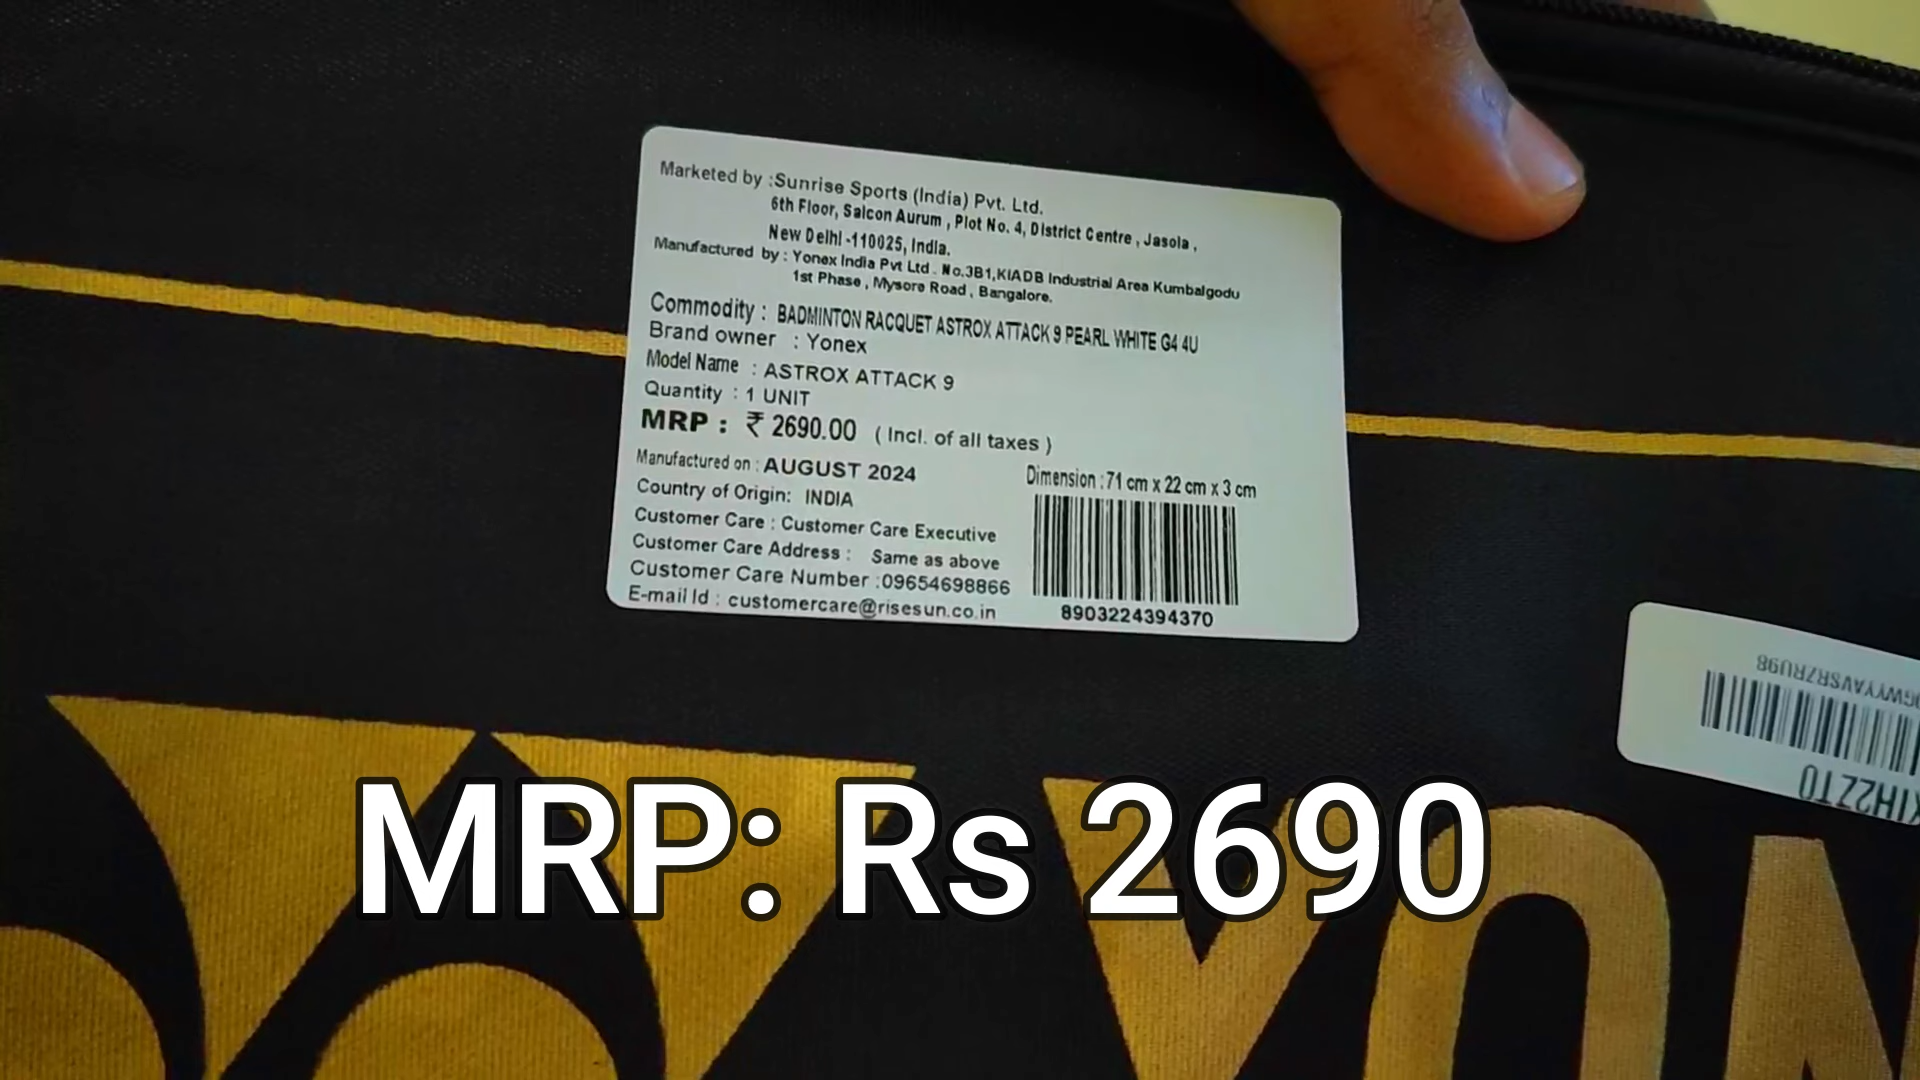 Marketed by :Sunrise Sports (India) Pvt. Ltd.
6th Floor, Salcon Aurum , Plot No. 4, District Centre , Jasola ,
New Delhi -110025, India.
Manufactured by : Yonex India Pvt Ltd . No.3B1,KIADB Industrial Area Kumbalgodu
1st Phase , Mysore Road , Bangalore.
Commodity : BADMINTON RACQUET ASTROX ATTACK 9 PEARL WHITE G4 4U
Brand owner : Yonex
Model Name : ASTROX ATTACK 9
Quantity : 1 UNIT
MRP : ₹ 2690.00 ( Incl. of all taxes )
Manufactured on : AUGUST 2024
Country of Origin: INDIA
Customer Care : Customer Care Executive
Customer Care Address : Same as above
Customer Care Number :09654698866
E-mail Id : customercare@risesun.co.in
Dimension :71 cm x 22 cm x 3 cm
8903224394370
MRP: Rs 2690
YON